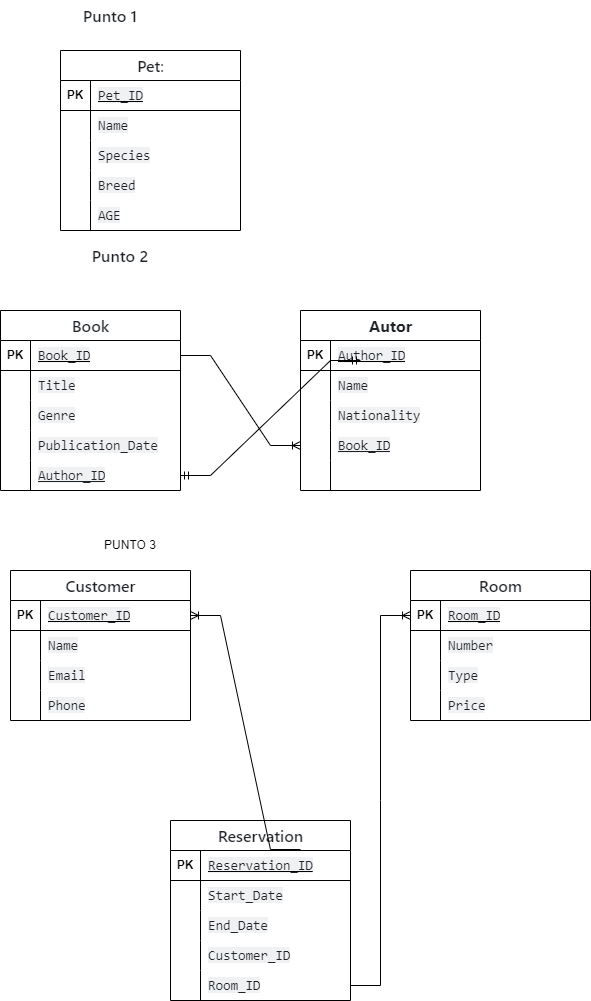 Punto 1
Pet:
PK Pet_ID
Name
Species
Breed
AGE
Punto 2
Book
PK Book_ID
Title
Genre
Publication_Date
Author_ID
Autor
PK Author_ID
Name
Nationality
Book_ID
PUNTO 3
Customer
PK Customer_ID
Name
Email
Phone
Room
PK Room_ID
Number
Type
Price
Reservation
PK Reservation_ID
Start_Date
End_Date
Customer_ID
Room_ID